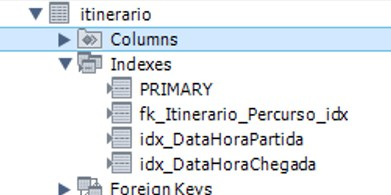 itinerario
Columns
Indexes
PRIMARY
fk_Itinerario_Percurso_idx
idx_DataHoraPartida
idx_DataHoraChegada
Foreign Keys